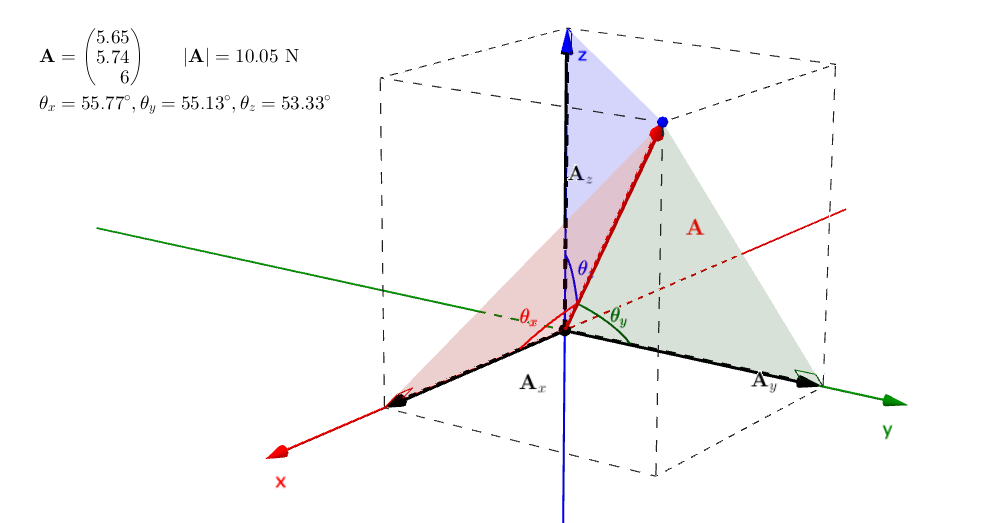 A = (5.65 5.74 6) |A| = 10.05 N
θx = 55.77°, θy = 55.13°, θz = 53.33°
z
Az
A
θ
θx
θy
Ax
Ay
y
x